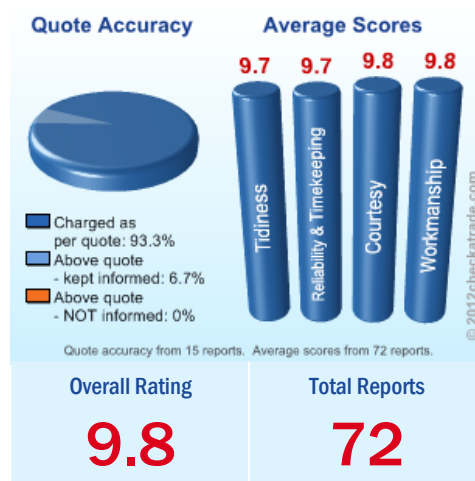 Quote Accuracy
Average Scores
9.7
9.7
9.8
9.8
Tidiness
Reliability & Timekeeping
Courtesy
Workmanship
Charged as
per quote: 93.3%
Above quote
- kept informed: 6.7%
Above quote
- NOT informed: 0%
© 2012checkatrade.com
Quote accuracy from 15 reports. Average scores from 72 reports.
Overall Rating
Total Reports
9.8
72